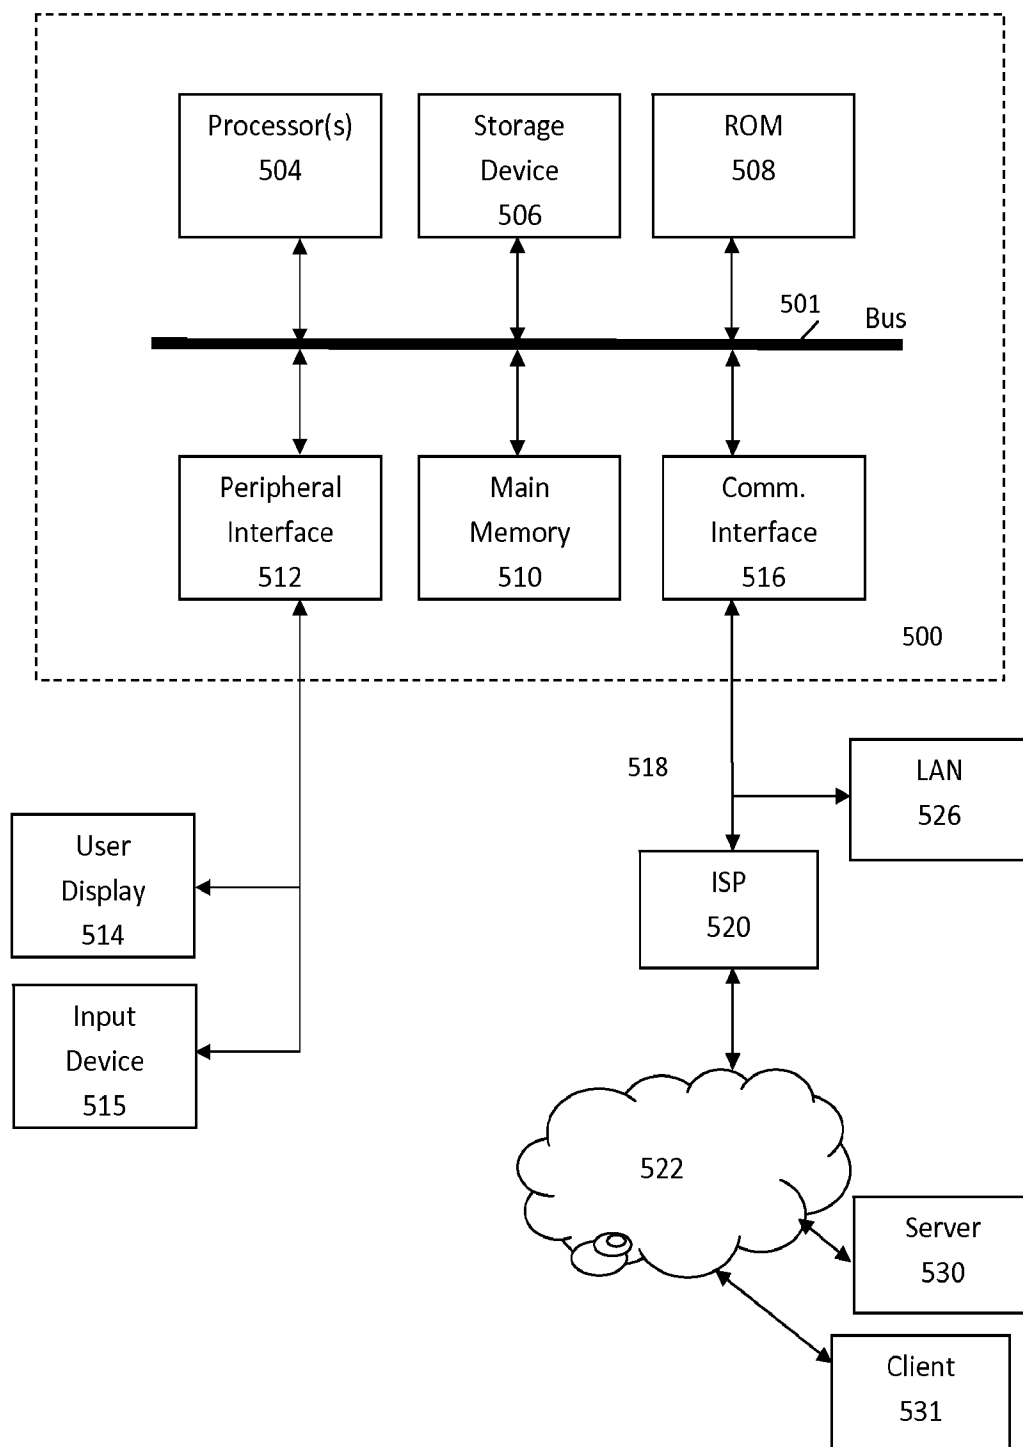 Processor(s)
504
Storage
Device
506
ROM
508
501
Bus
Peripheral
Interface
512
Main
Memory
510
Comm.
Interface
516
500
518
LAN
526
User
Display
514
ISP
520
Input
Device
515
522
Server
530
Client
531